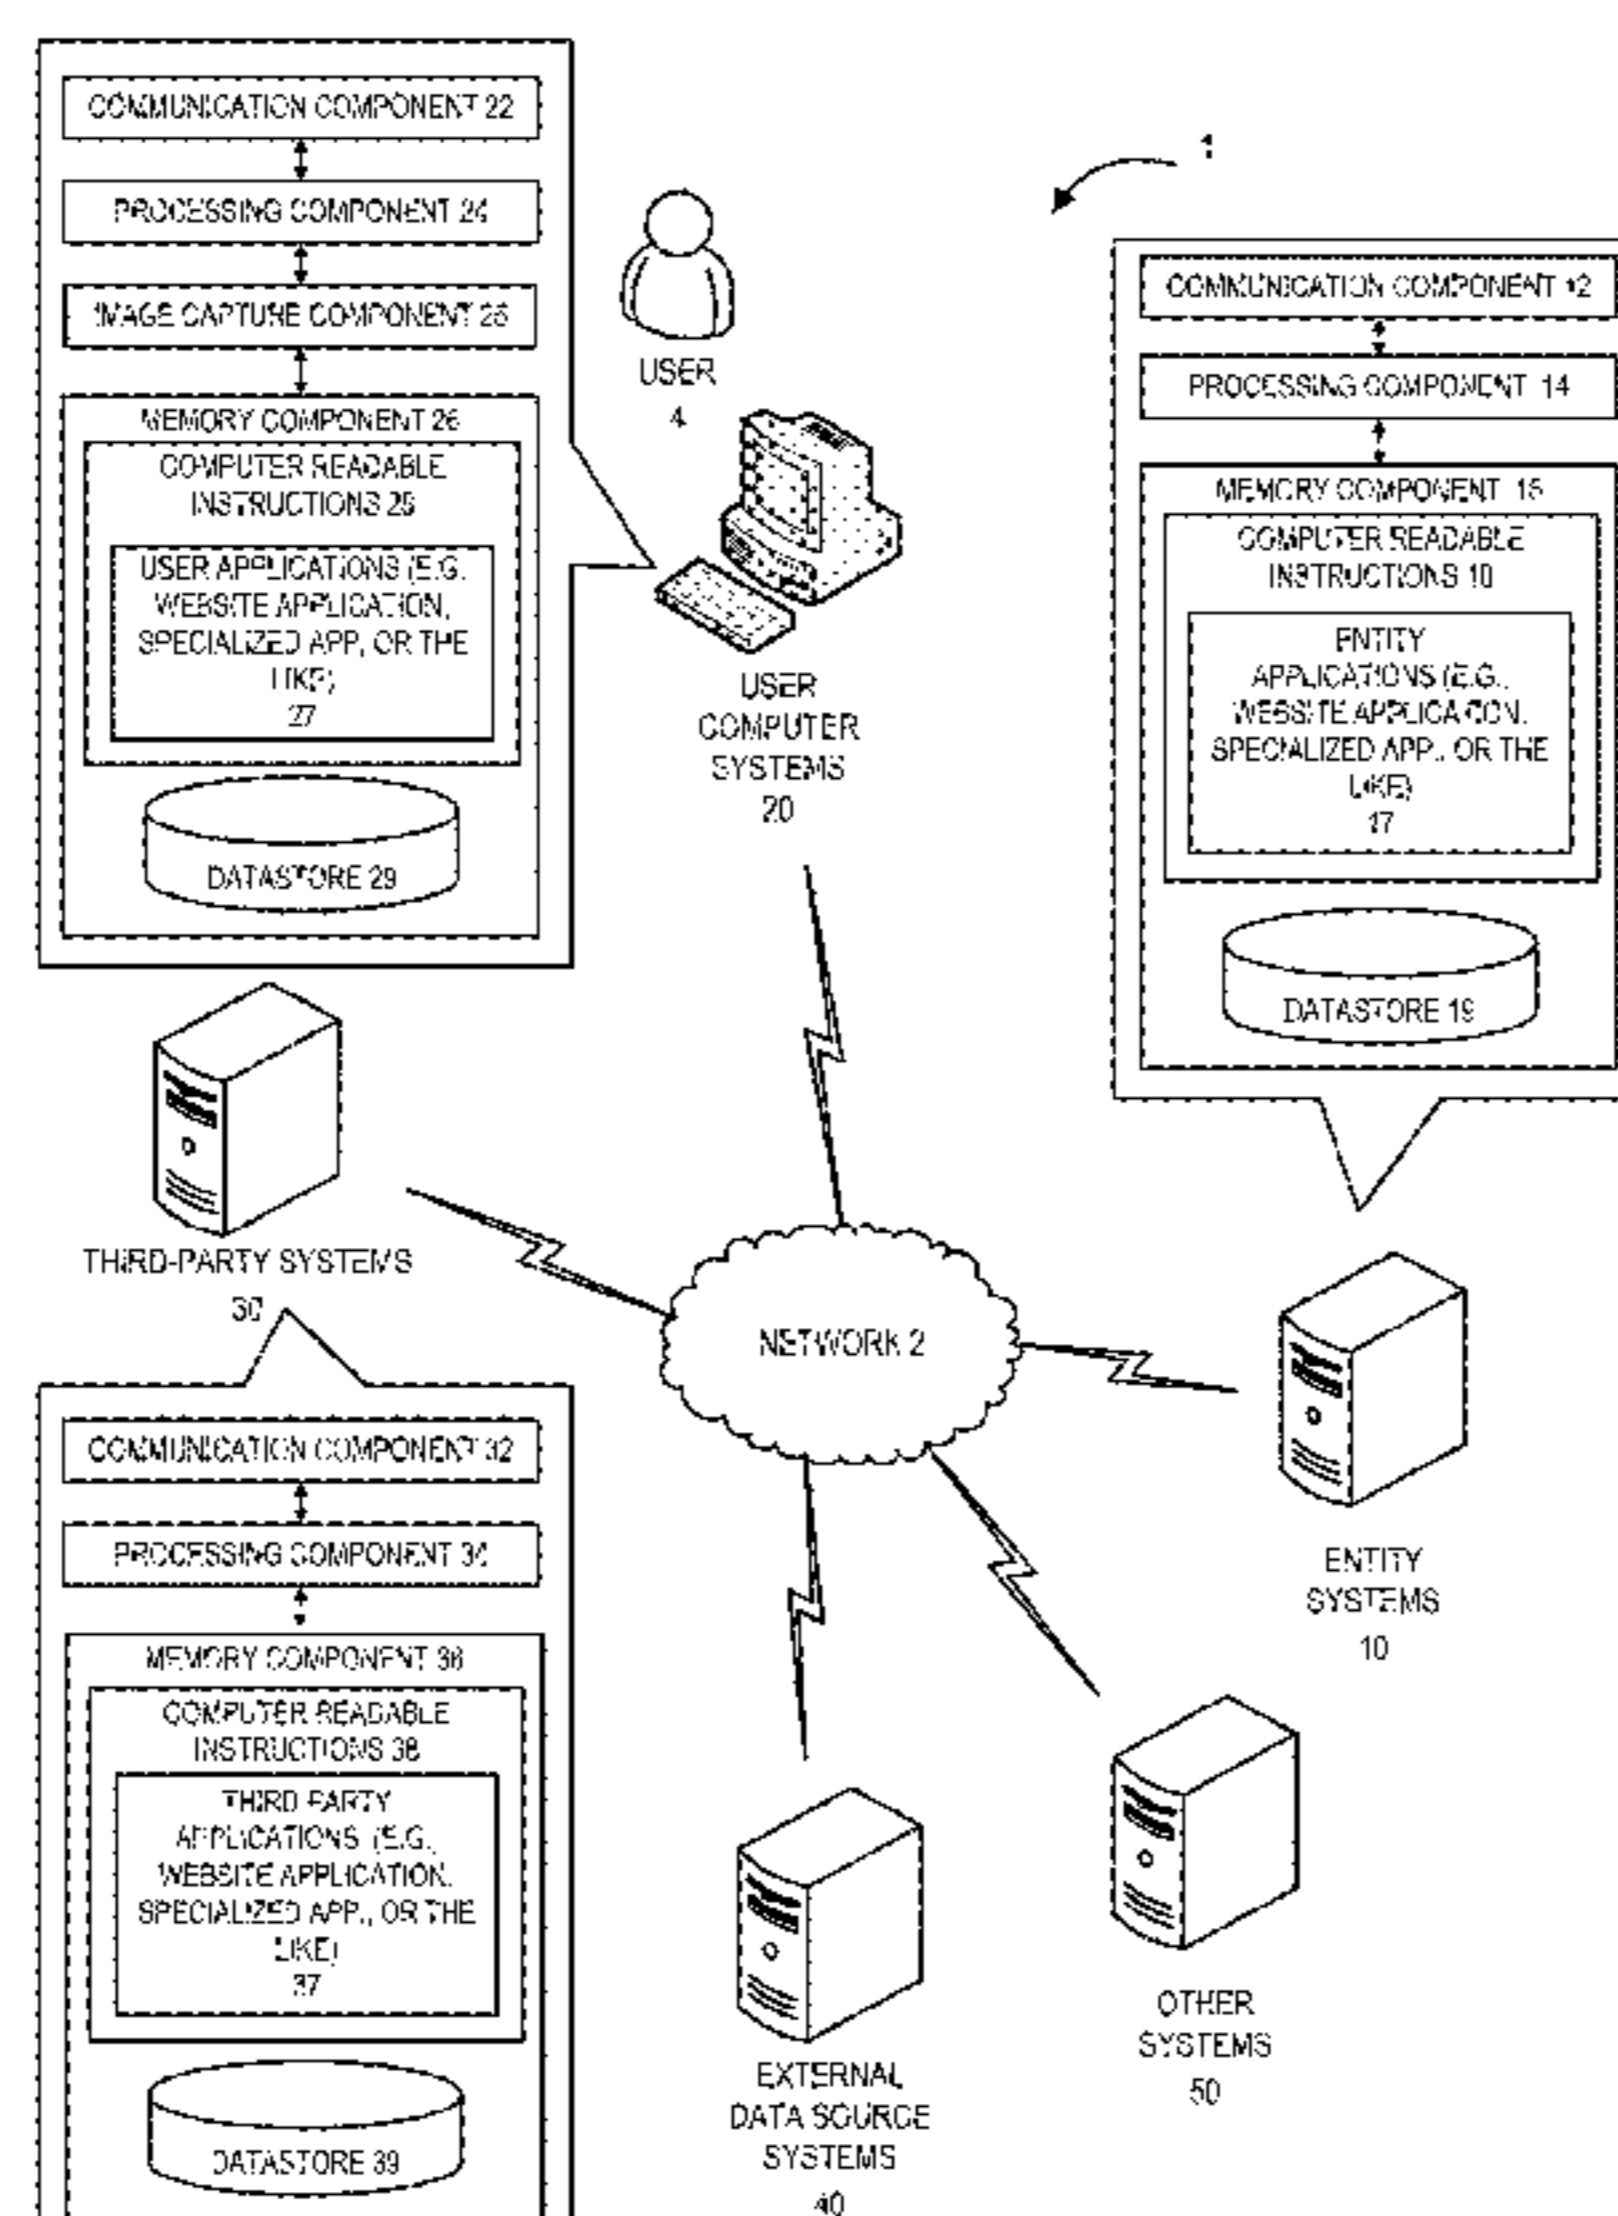 COMMUNICATION COMPONENT 22
PROCESSING COMPONENT 24
IMAGE CAPTURE COMPONENT
MEMORY COMPONENT 26
COMPUTER READABLE
INSTRUCTIONS
USER APPLICATIONS (E.G.
WEBSITE APPLICATION,
SPECIALIZED APP, OR THE
LIKE)
27
DATASTORE 29
USER
4
USER
COMPUTER
SYSTEMS
20
1
COMMUNICATION COMPONENT 12
PROCESSING COMPONENT 14
MEMORY COMPONENT
COMPUTER READABLE
INSTRUCTIONS
ENTITY
APPLICATIONS (E.G.,
WEBSITE APPLICATION,
SPECIALIZED APP., OR THE
LIKE)
17
DATASTORE 19
THIRD-PARTY SYSTEMS
30
NETWORK 2
COMMUNICATION COMPONENT 32
PROCESSING COMPONENT 34
MEMORY COMPONENT 36
COMPUTER READABLE
INSTRUCTIONS 38
THIRD PARTY
APPLICATIONS (E.G.,
WEBSITE APPLICATION,
SPECIALIZED APP., OR THE
LIKE)
37
DATASTORE 39
ENTITY
SYSTEMS
10
OTHER
SYSTEMS
50
EXTERNAL
DATA SOURCE
SYSTEMS
40